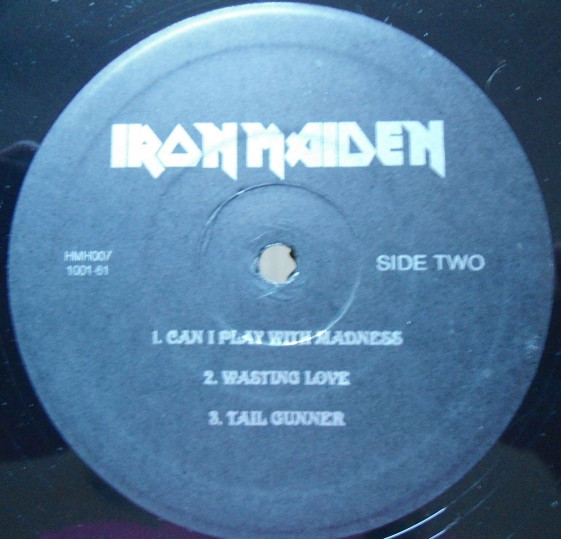 IRON MAIDEN
HMH007
1001-61
SIDE TWO
1. CAN I PLAY WITH MADNESS
2. WASTING LOVE
3. TAIL GUNNER